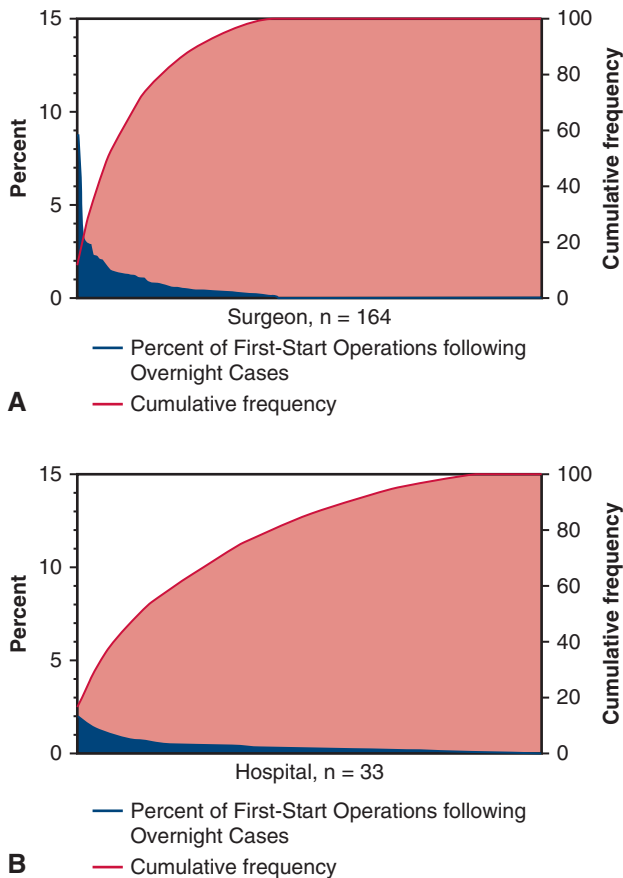 15
10
5
0
Percent
100
80
60
40
20
0
Cumulative frequency
Surgeon, n = 164
Percent of First-Start Operations following
Overnight Cases
Cumulative frequency
A
15
10
5
0
Percent
100
80
60
40
20
0
Cumulative frequency
Hospital, n = 33
Percent of First-Start Operations following
Overnight Cases
Cumulative frequency
B